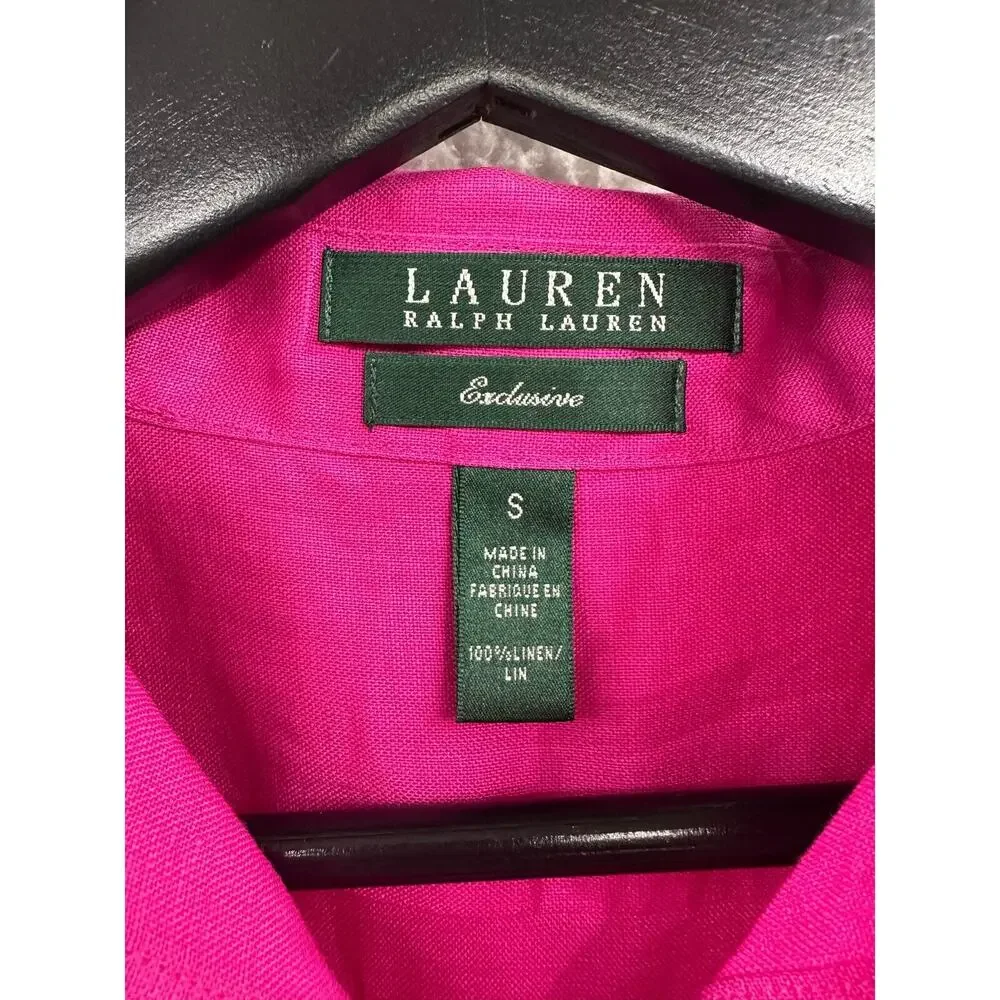 LAUREN
RALPH LAUREN
Exclusive
S
MADE IN
CHINA
FABRIQUE EN
CHINE
100%LINEN/
LIN